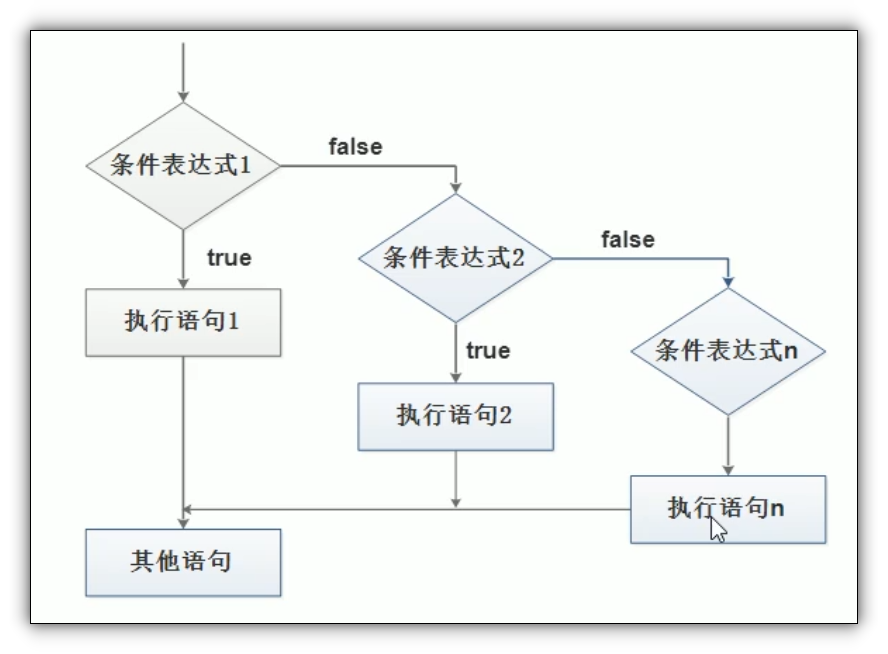 条件表达式1
false
true
执行语句1
条件表达式2
false
true
执行语句2
条件表达式n
执行语句n
其他语句